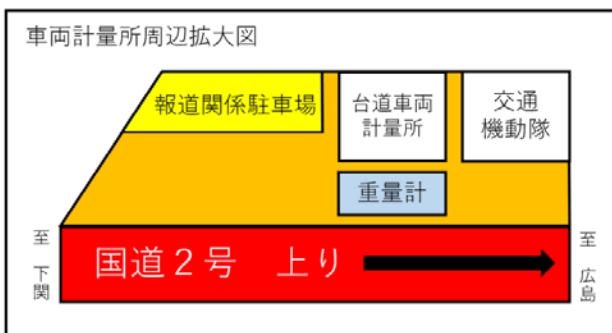 車両計量所周辺拡大図
報道関係駐車場
台道車両
計量所
交通
機動隊
重量計
至 下関
国道2号 上り
至 広島